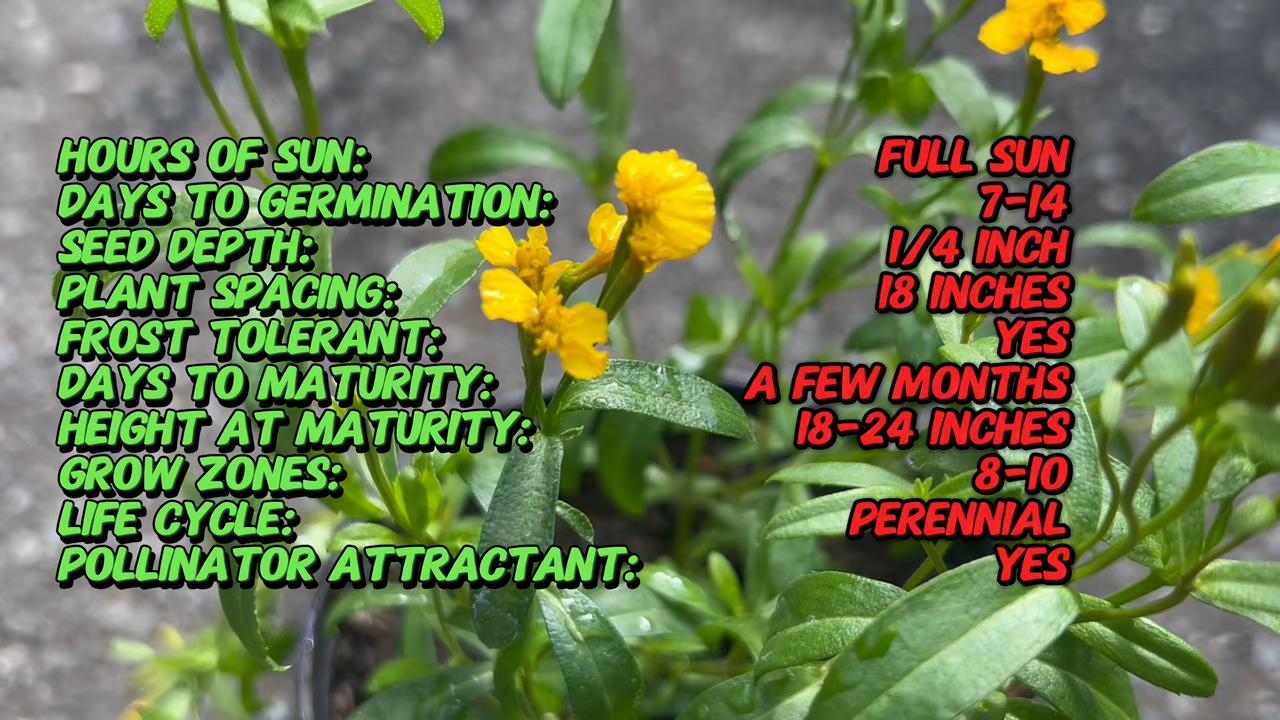 HOURS OF SUN: FULL SUN
DAYS TO GERMINATION: 7-14
SEED DEPTH: 1/4 INCH
PLANT SPACING: 18 INCHES
FROST TOLERANT: YES
DAYS TO MATURITY: A FEW MONTHS
HEIGHT AT MATURITY: 18-24 INCHES
GROW ZONES: 8-10
LIFE CYCLE: PERENNIAL
POLLINATOR ATTRACTANT: YES